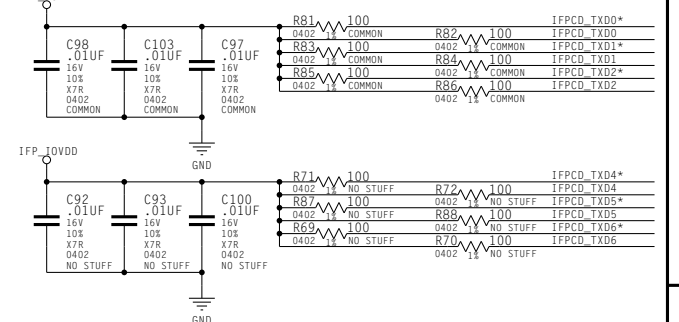 R81 100 IFPCD_TXD0*
0402 1% COMMON R82 100 IFPCD_TXD0
R83 100 0402 1% COMMON IFPCD_TXD1*
0402 1% COMMON R84 100 IFPCD_TXD1
R85 100 0402 1% COMMON IFPCD_TXD2*
0402 1% COMMON R86 100 IFPCD_TXD2
0402 1% COMMON
C98 C103 C97
.01UF .01UF .01UF
16V 16V 16V
10% 10% 10%
X7R X7R X7R
0402 0402 0402
COMMON COMMON COMMON
GND
IFP_IOVDD
R71 100 IFPCD_TXD4*
0402 1% NO STUFF R72 100 IFPCD_TXD4
R87 100 0402 1% NO STUFF IFPCD_TXD5*
0402 1% NO STUFF R88 100 IFPCD_TXD5
R69 100 0402 1% NO STUFF IFPCD_TXD6*
0402 1% NO STUFF R70 100 IFPCD_TXD6
0402 1% NO STUFF
C92 C93 C100
.01UF .01UF .01UF
16V 16V 16V
10% 10% 10%
X7R X7R X7R
0402 0402 0402
NO STUFF NO STUFF NO STUFF
GND